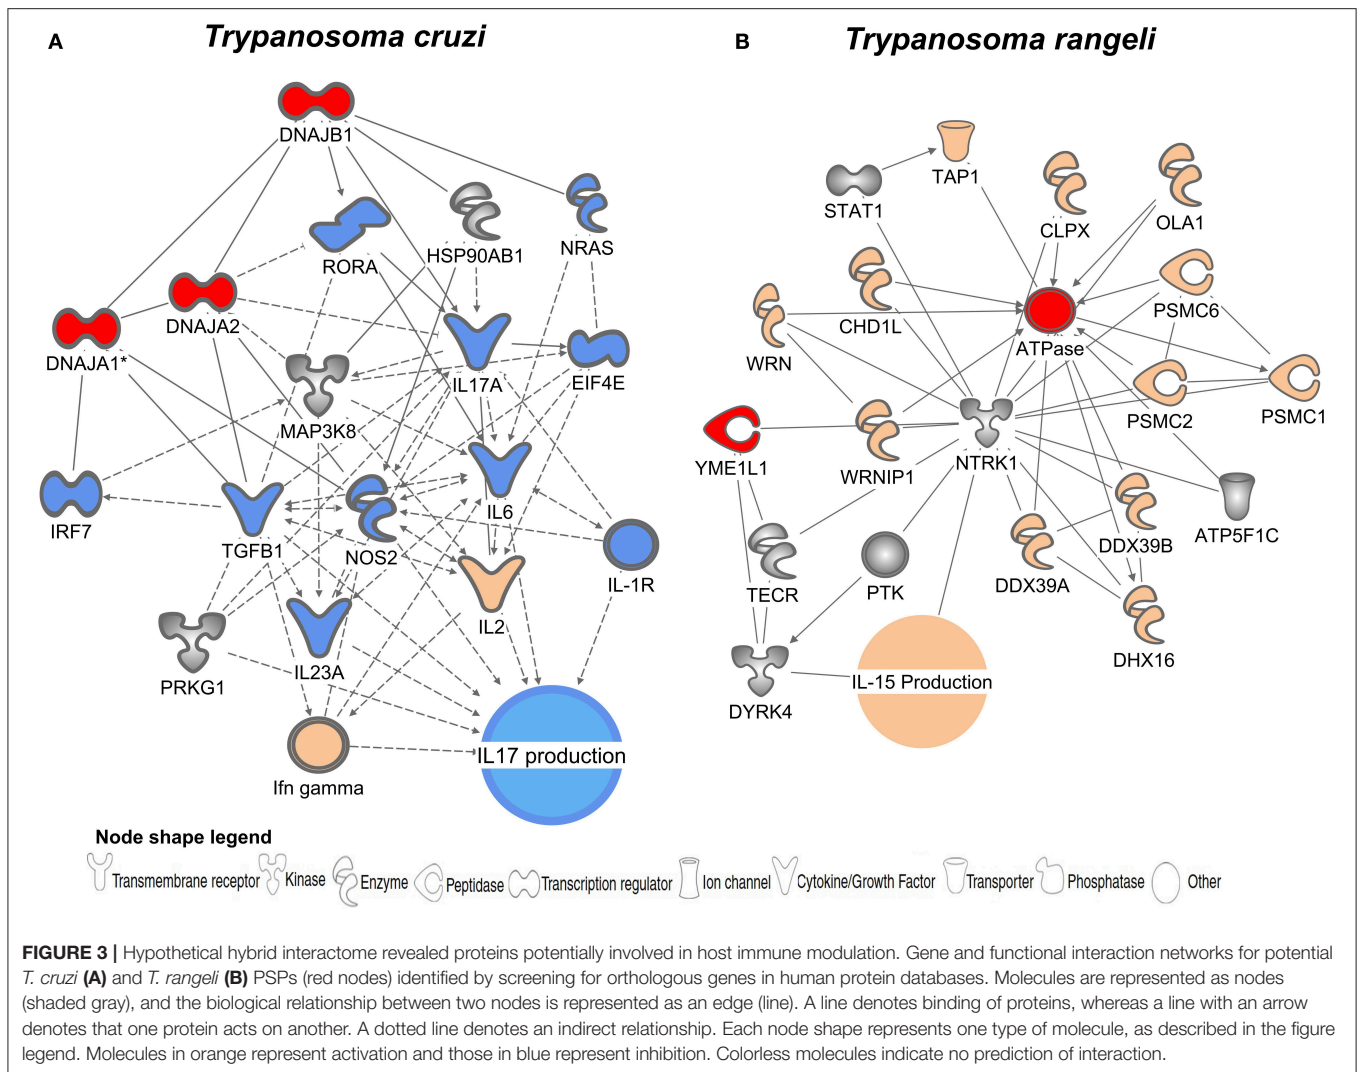 A
Trypanosoma cruzi
B
Trypanosoma rangeli
DNAJB1
RORA
HSP90AB1
NRAS
DNAJA2
DNAJA1*
MAP3K8
IL17A
EIF4E
IRF7
TGFB1
NOS2
IL6
IL-1R
IL2
PRKG1
IL23A
Ifn gamma
IL17 production
STAT1
TAP1
CLPX
OLA1
PSMC6
CHD1L
ATPase
WRN
PSMC2
PSMC1
YME1L1
WRNIP1
NTRK1
DDX39B
ATP5F1C
TECR
PTK
DDX39A
DHX16
DYRK4
IL-15 Production
Node shape legend
Transmembrane receptor
Kinase
Enzyme
Peptidase
Transcription regulator
Ion channel
Cytokine/Growth Factor
Transporter
Phosphatase
Other
FIGURE 3 | Hypothetical hybrid interactome revealed proteins potentially involved in host immune modulation. Gene and functional interaction networks for potential
T. cruzi (A) and T. rangeli (B) PSPs (red nodes) identified by screening for orthologous genes in human protein databases. Molecules are represented as nodes
(shaded gray), and the biological relationship between two nodes is represented as an edge (line). A line denotes binding of proteins, whereas a line with an arrow
denotes that one protein acts on another. A dotted line denotes an indirect relationship. Each node shape represents one type of molecule, as described in the figure
legend. Molecules in orange represent activation and those in blue represent inhibition. Colorless molecules indicate no prediction of interaction.